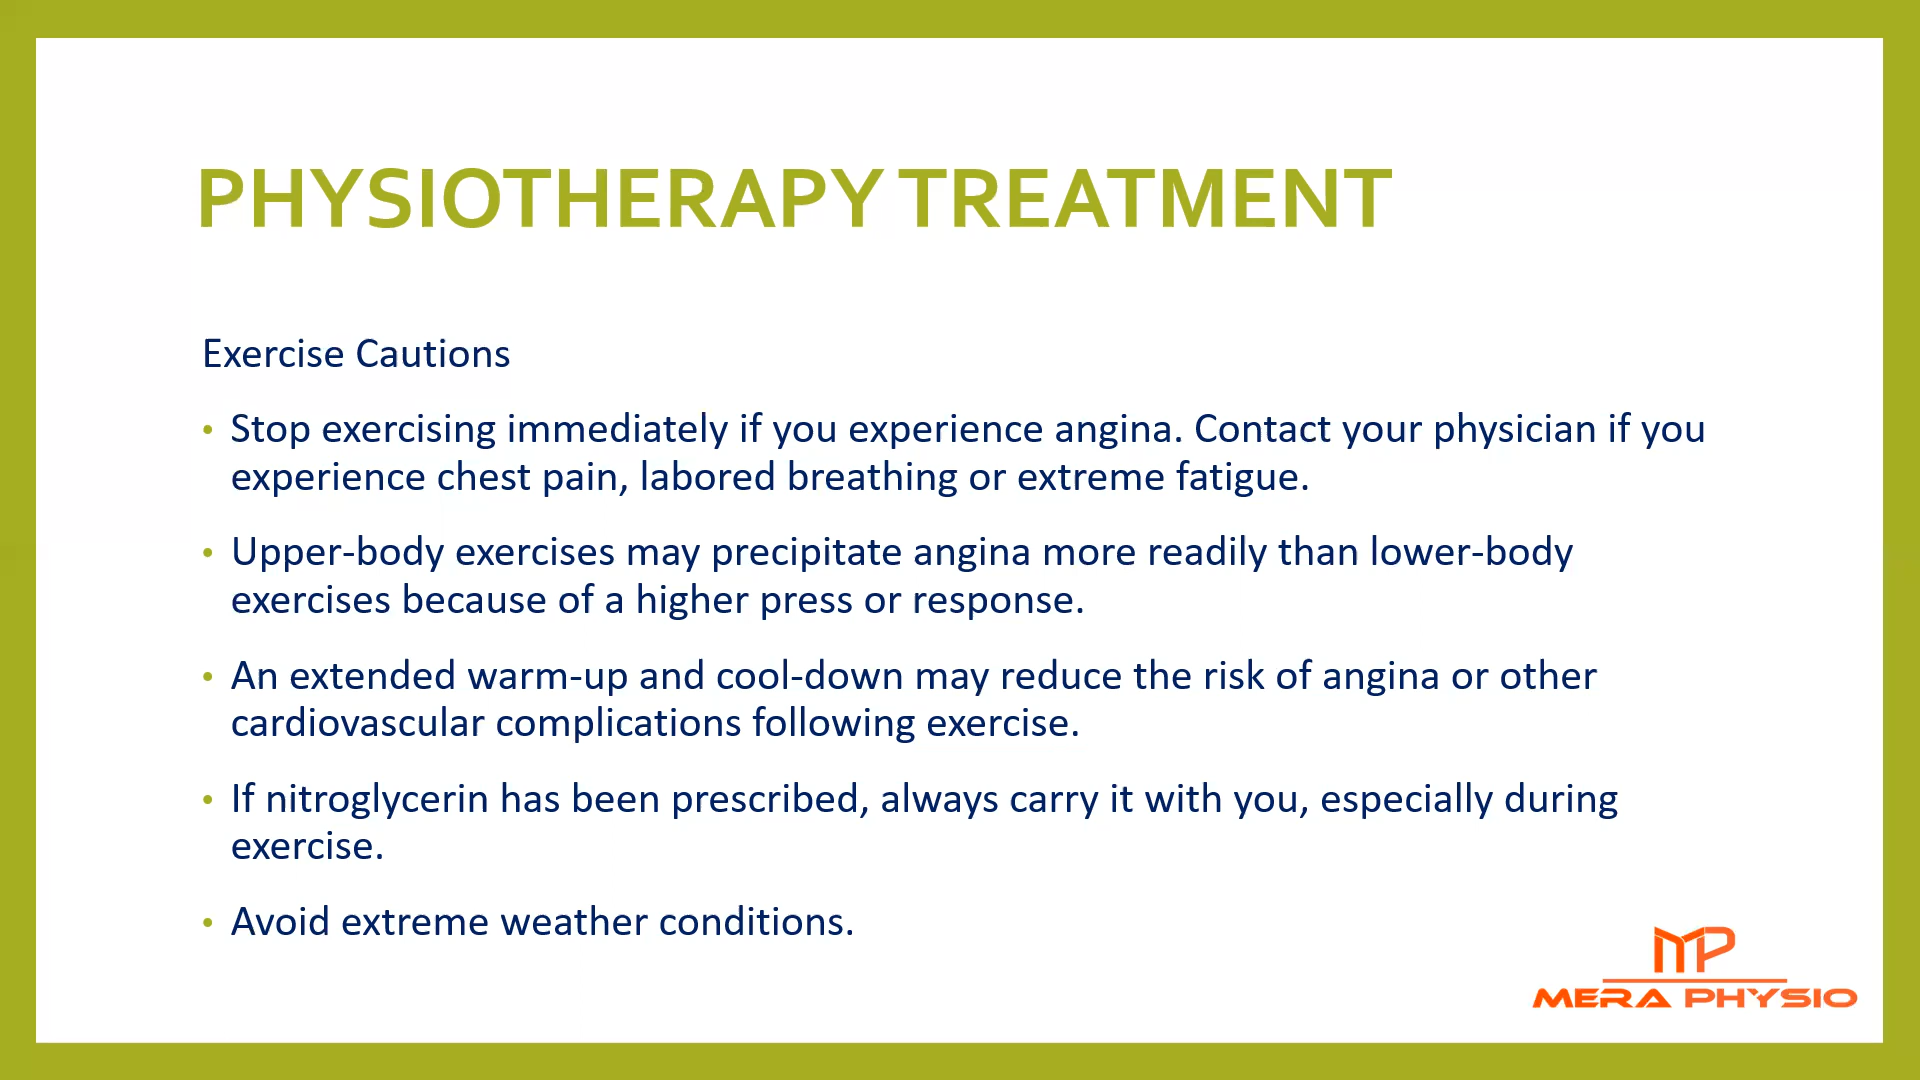 PHYSIOTHERAPY TREATMENT
Exercise Cautions
• Stop exercising immediately if you experience angina. Contact your physician if you
experience chest pain, labored breathing or extreme fatigue.
• Upper-body exercises may precipitate angina more readily than lower-body
exercises because of a higher press or response.
• An extended warm-up and cool-down may reduce the risk of angina or other
cardiovascular complications following exercise.
• If nitroglycerin has been prescribed, always carry it with you, especially during
exercise.
• Avoid extreme weather conditions.
MP
MERA PHYSIO